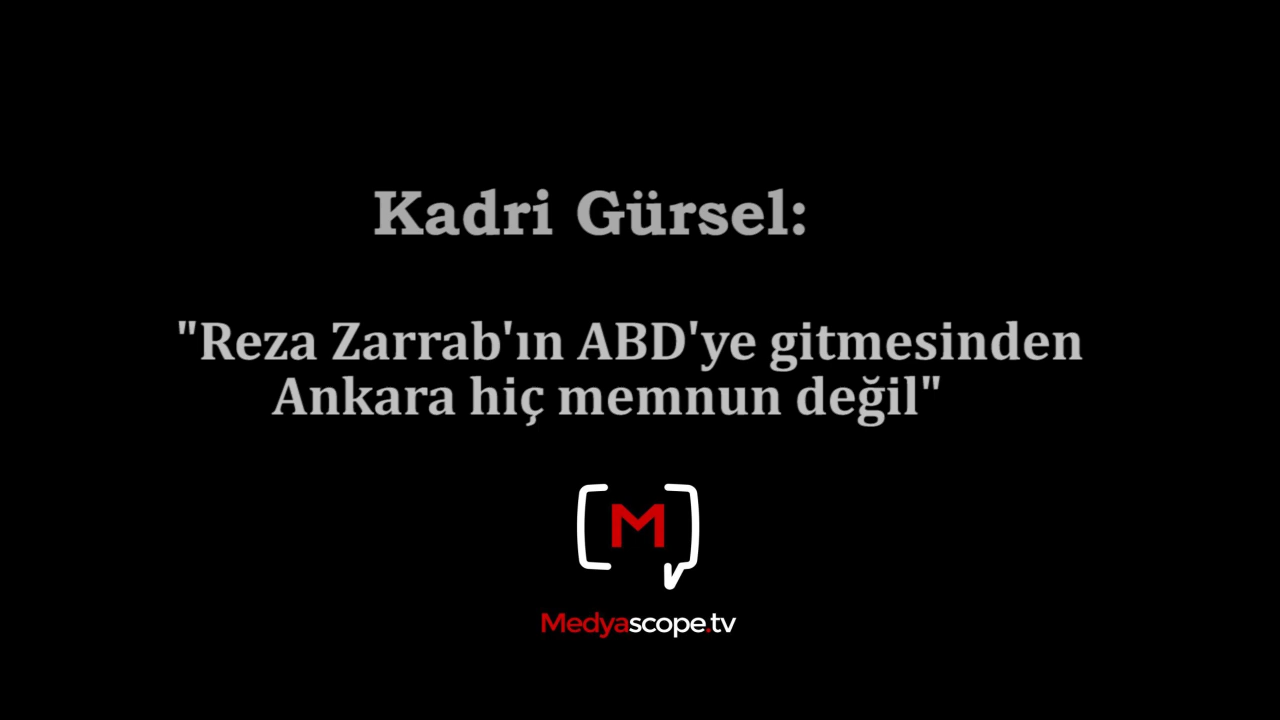 Kadri Gürsel:
"Reza Zarrab'ın ABD'ye gitmesinden
Ankara hiç memnun değil"
M
Medyascope.tv